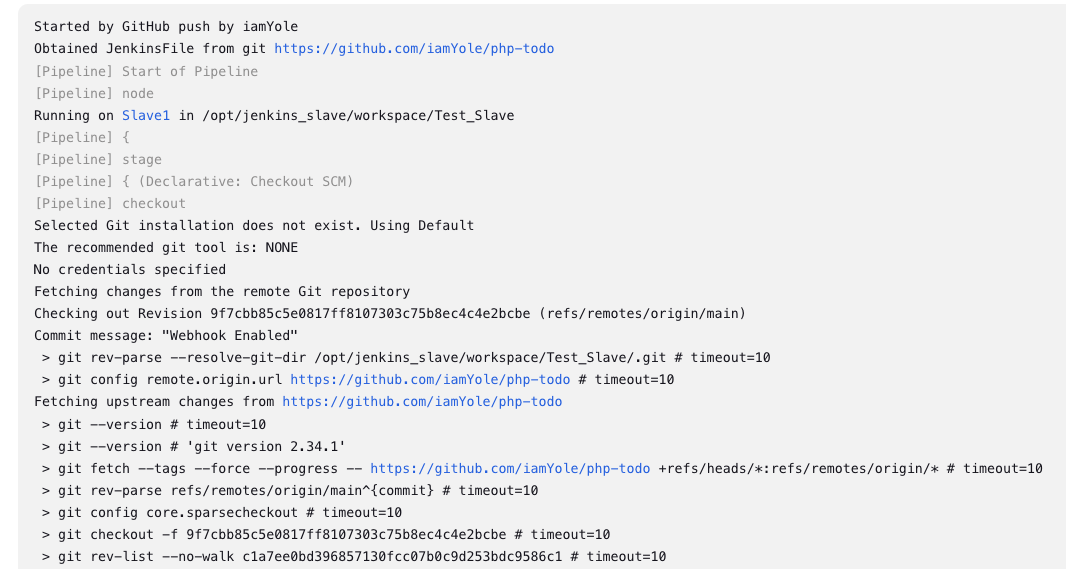 Started by GitHub push by iamYole
Obtained JenkinsFile from git https://github.com/iamYole/php-todo
[Pipeline] Start of Pipeline
[Pipeline] node
Running on Slave1 in /opt/jenkins_slave/workspace/Test_Slave
[Pipeline] {
[Pipeline] stage
[Pipeline] { (Declarative: Checkout SCM)
[Pipeline] checkout
Selected Git installation does not exist. Using Default
The recommended git tool is: NONE
No credentials specified
Fetching changes from the remote Git repository
Checking out Revision 9f7cbb85c5e0817ff8107303c75b8ec4c4e2bcbe (refs/remotes/origin/main)
Commit message: "Webhook Enabled"
 > git rev-parse --resolve-git-dir /opt/jenkins_slave/workspace/Test_Slave/.git # timeout=10
 > git config remote.origin.url https://github.com/iamYole/php-todo # timeout=10
Fetching upstream changes from https://github.com/iamYole/php-todo
 > git --version # timeout=10
 > git --version # 'git version 2.34.1'
 > git fetch --tags --force --progress -- https://github.com/iamYole/php-todo +refs/heads/*:refs/remotes/origin/* # timeout=10
 > git rev-parse refs/remotes/origin/main^{commit} # timeout=10
 > git config core.sparsecheckout # timeout=10
 > git checkout -f 9f7cbb85c5e0817ff8107303c75b8ec4c4e2bcbe # timeout=10
 > git rev-list --no-walk c1a7ee0bd396857130fcc07b0c9d253bdc9586c1 # timeout=10